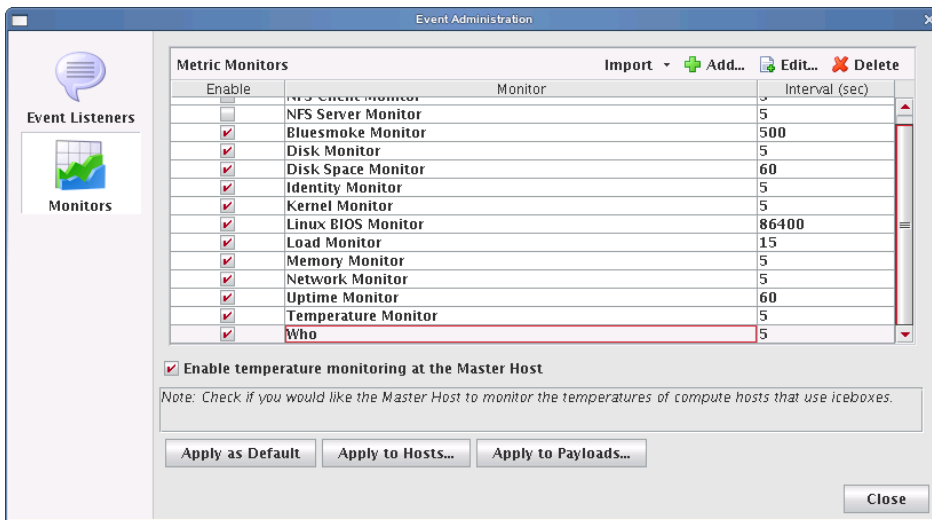 Event Administration
Event Listeners
Monitors
Metric Monitors Import Add... Edit... Delete
Enable Monitor Interval (sec)
NFS Client Monitor 5
NFS Server Monitor 5
Bluesmoke Monitor 500
Disk Monitor 5
Disk Space Monitor 60
Identity Monitor 5
Kernel Monitor 5
Linux BIOS Monitor 86400
Load Monitor 15
Memory Monitor 5
Network Monitor 5
Uptime Monitor 60
Temperature Monitor 5
Who 5
Enable temperature monitoring at the Master Host
Note: Check if you would like the Master Host to monitor the temperatures of compute hosts that use iceboxes.
Apply as Default Apply to Hosts... Apply to Payloads...
Close